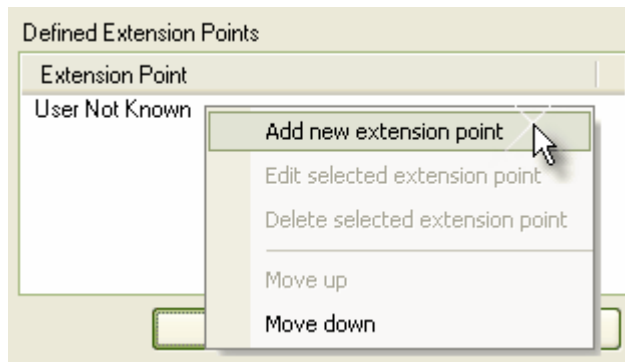 Defined Extension Points
Extension Point
User Not Known
Add new extension point
Edit selected extension point
Delete selected extension point
Move up
Move down